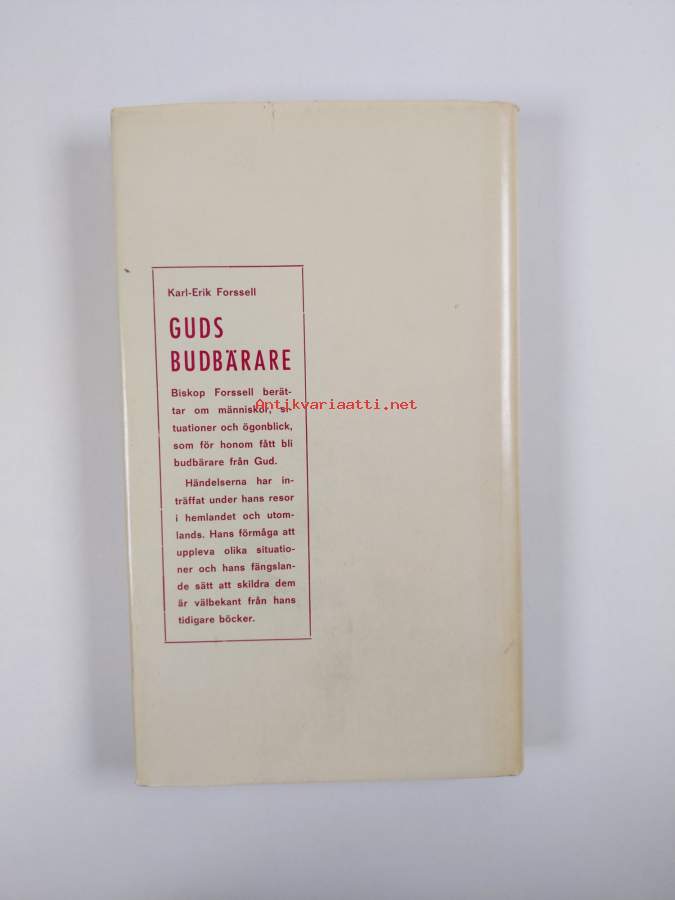 Karl-Erik Forssell
GUDS
BUDBÄRARE
Biskop Forssell berät-
tar om människor, si-
tuationer och ögonblick,
som för honom fått bli
budbärare från Gud.
Händelserna har in-
träffat under hans resor
i hemlandet och utom-
lands. Hans förmåga att
uppleva olika situatio-
ner och hans fängslan-
de sätt att skildra dem
är välbekant från hans
tidigare böcker.
Antikvariaatti.net